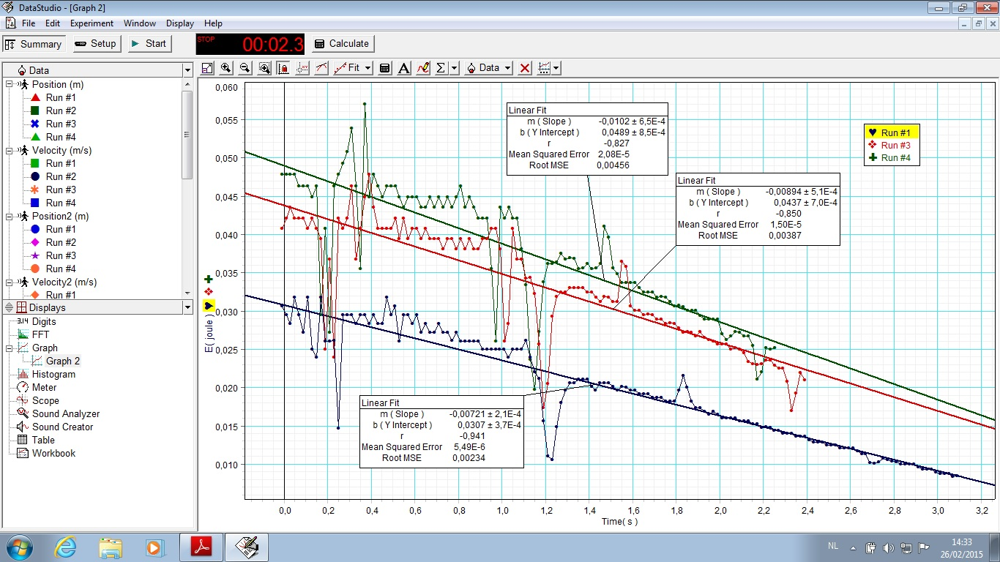 DataStudio - [Graph 2]
File Edit Experiment Window Display Help
Summary Setup Start STOP 00:02.3 Calculate
Data
Position (m)
Run #1
Run #2
Run #3
Run #4
Velocity (m/s)
Run #1
Run #2
Run #3
Run #4
Position2 (m)
Run #1
Run #2
Run #3
Run #4
Velocity2 (m/s)
Run #1
Displays
3.14 Digits
FFT
Graph
Graph 2
Histogram
Meter
Scope
Sound Analyzer
Sound Creator
Table
Workbook
Fit A Σ Data
0,060
0,055
0,050
0,045
0,040
0,035
0,030
0,025
0,020
0,015
0,010
E( joule )
Linear Fit
m ( Slope ) -0,0102 ± 6,5E-4
b ( Y Intercept ) 0,0489 ± 8,5E-4
r -0,827
Mean Squared Error 2,08E-5
Root MSE 0,00456
Linear Fit
m ( Slope ) -0,00894 ± 5,1E-4
b ( Y Intercept ) 0,0437 ± 7,0E-4
r -0,850
Mean Squared Error 1,50E-5
Root MSE 0,00387
Run #1
Run #3
Run #4
Linear Fit
m ( Slope ) -0,00721 ± 2,1E-4
b ( Y Intercept ) 0,0307 ± 3,7E-4
r -0,941
Mean Squared Error 5,49E-6
Root MSE 0,00234
0,0 0,2 0,4 0,6 0,8 1,0 1,2 1,4 1,6 1,8 2,0 2,2 2,4 2,6 2,8 3,0 3,2
Time( s )
NL
14:33
26/02/2015